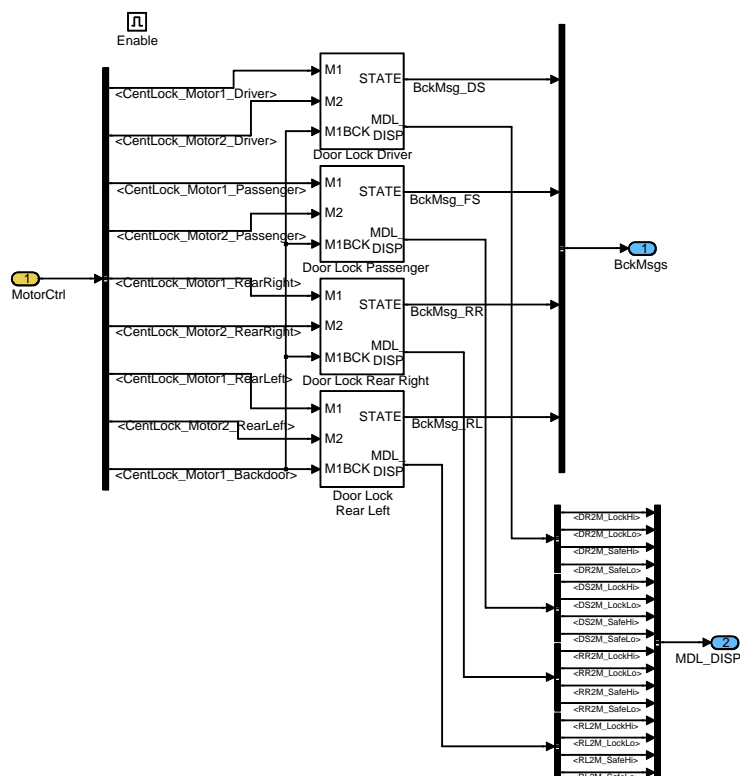 Enable
M1
STATE
BckMsg_DS
<CentLock_Motor1_Driver>
M2
MDL_
DISP
M1BCK
<CentLock_Motor2_Driver>
Door Lock Driver
M1
STATE
BckMsg_FS
<CentLock_Motor1_Passenger>
M2
MDL_
DISP
M1BCK
<CentLock_Motor2_Passenger>
Door Lock Passenger
1
MotorCtrl
1
BckMsgs
<CentLock_Motor1_RearRight>
M1
STATE
BckMsg_RR
M2
<CentLock_Motor2_RearRight>
MDL_
DISP
M1BCK
<CentLock_Motor1_RearLeft>
Door Lock Rear Right
M1
STATE
BckMsg_RL
<CentLock_Motor2_RearLeft>
M2
MDL_
DISP
M1BCK
<CentLock_Motor1_Backdoor>
Door Lock
Rear Left
<DR2M_LockHi>
<DR2M_LockLo>
<DR2M_SafeHi>
<DR2M_SafeLo>
<DS2M_LockHi>
<DS2M_LockLo>
<DS2M_SafeHi>
<DS2M_SafeLo>
2
MDL_DISP
<RR2M_LockHi>
<RR2M_LockLo>
<RR2M_SafeHi>
<RR2M_SafeLo>
<RL2M_LockHi>
<RL2M_LockLo>
<RL2M_SafeHi>